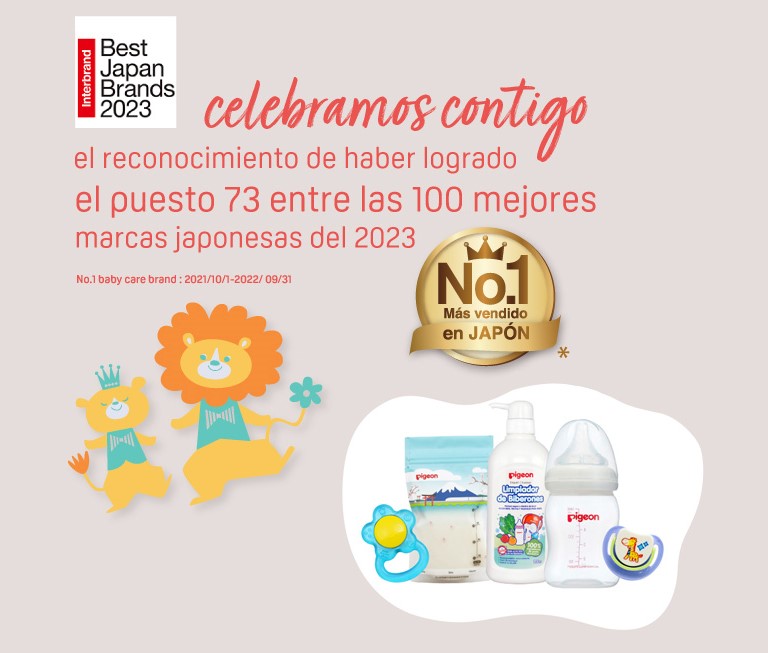 Interbrand
Best
Japan
Brands
2023
celebramos contigo
el reconocimiento de haber logrado
el puesto 73 entre las 100 mejores
marcas japonesas del 2023
No.1 baby care brand : 2021/10/1-2022/ 09/31
No.1
Más vendido
en JAPÓN
*
pigeon
pigeon
Limpiador
de Biberones
100%
pigeon